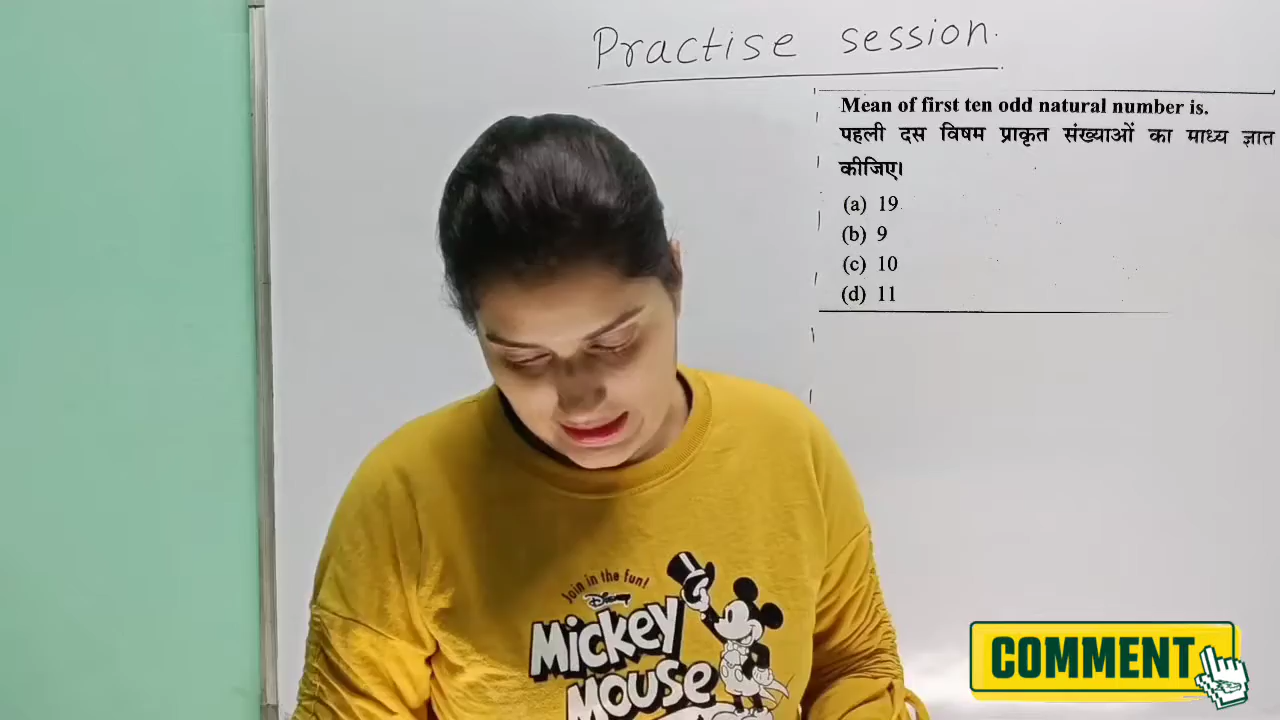 Practise session.
Mean of first ten odd natural number is.
पहली दस विषम प्राकृत संख्याओं का माध्य ज्ञात
कीजिए।
(a) 19
(b) 9
(c) 10
(d) 11
Join in the fun!
Disney
Mickey
Mouse
COMMENT